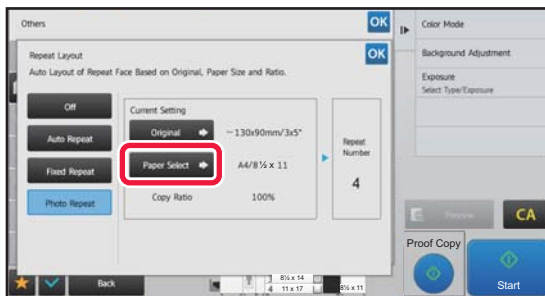 Others
OK
Color Mode
Repeat Layout
OK
Background Adjustment
Auto Layout of Repeat Face Based on Original, Paper Size and Ratio.
Exposure
Select Type/Exposure
Off
Current Setting
Original
~130x90mm/3x5"
Auto Repeat
Repeat
Number
Paper Select
A4/8½ x 11
Fixed Repeat
4
Copy Ratio
100%
Photo Repeat
Preview
CA
Proof Copy
Back
8½ x 14
4
11 x 17
8½ x 11
Start